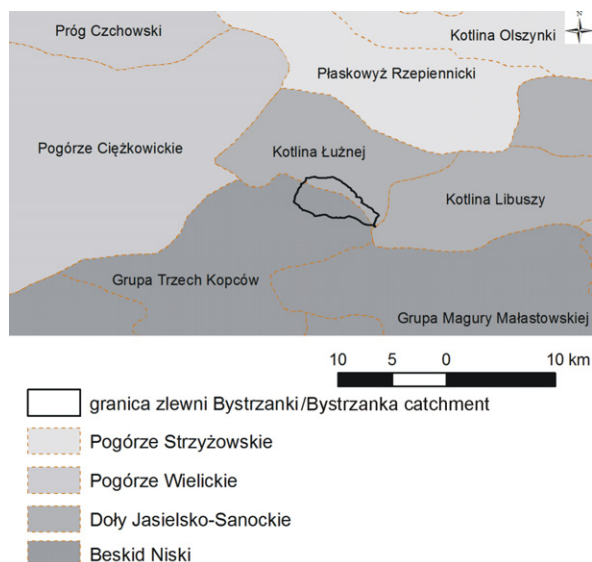 Próg Czchowski
Kotlina Olszynki
N
Płaskowyż Rzepiennicki
Pogórze Ciężkowickie
Kotlina Łużnej
Kotlina Libuszy
Grupa Trzech Kopców
Grupa Magury Małastowskiej
10 5 0 10 km
granica zlewni Bystrzanki/Bystrzanka catchment
Pogórze Strzyżowskie
Pogórze Wielickie
Doły Jasielsko-Sanockie
Beskid Niski